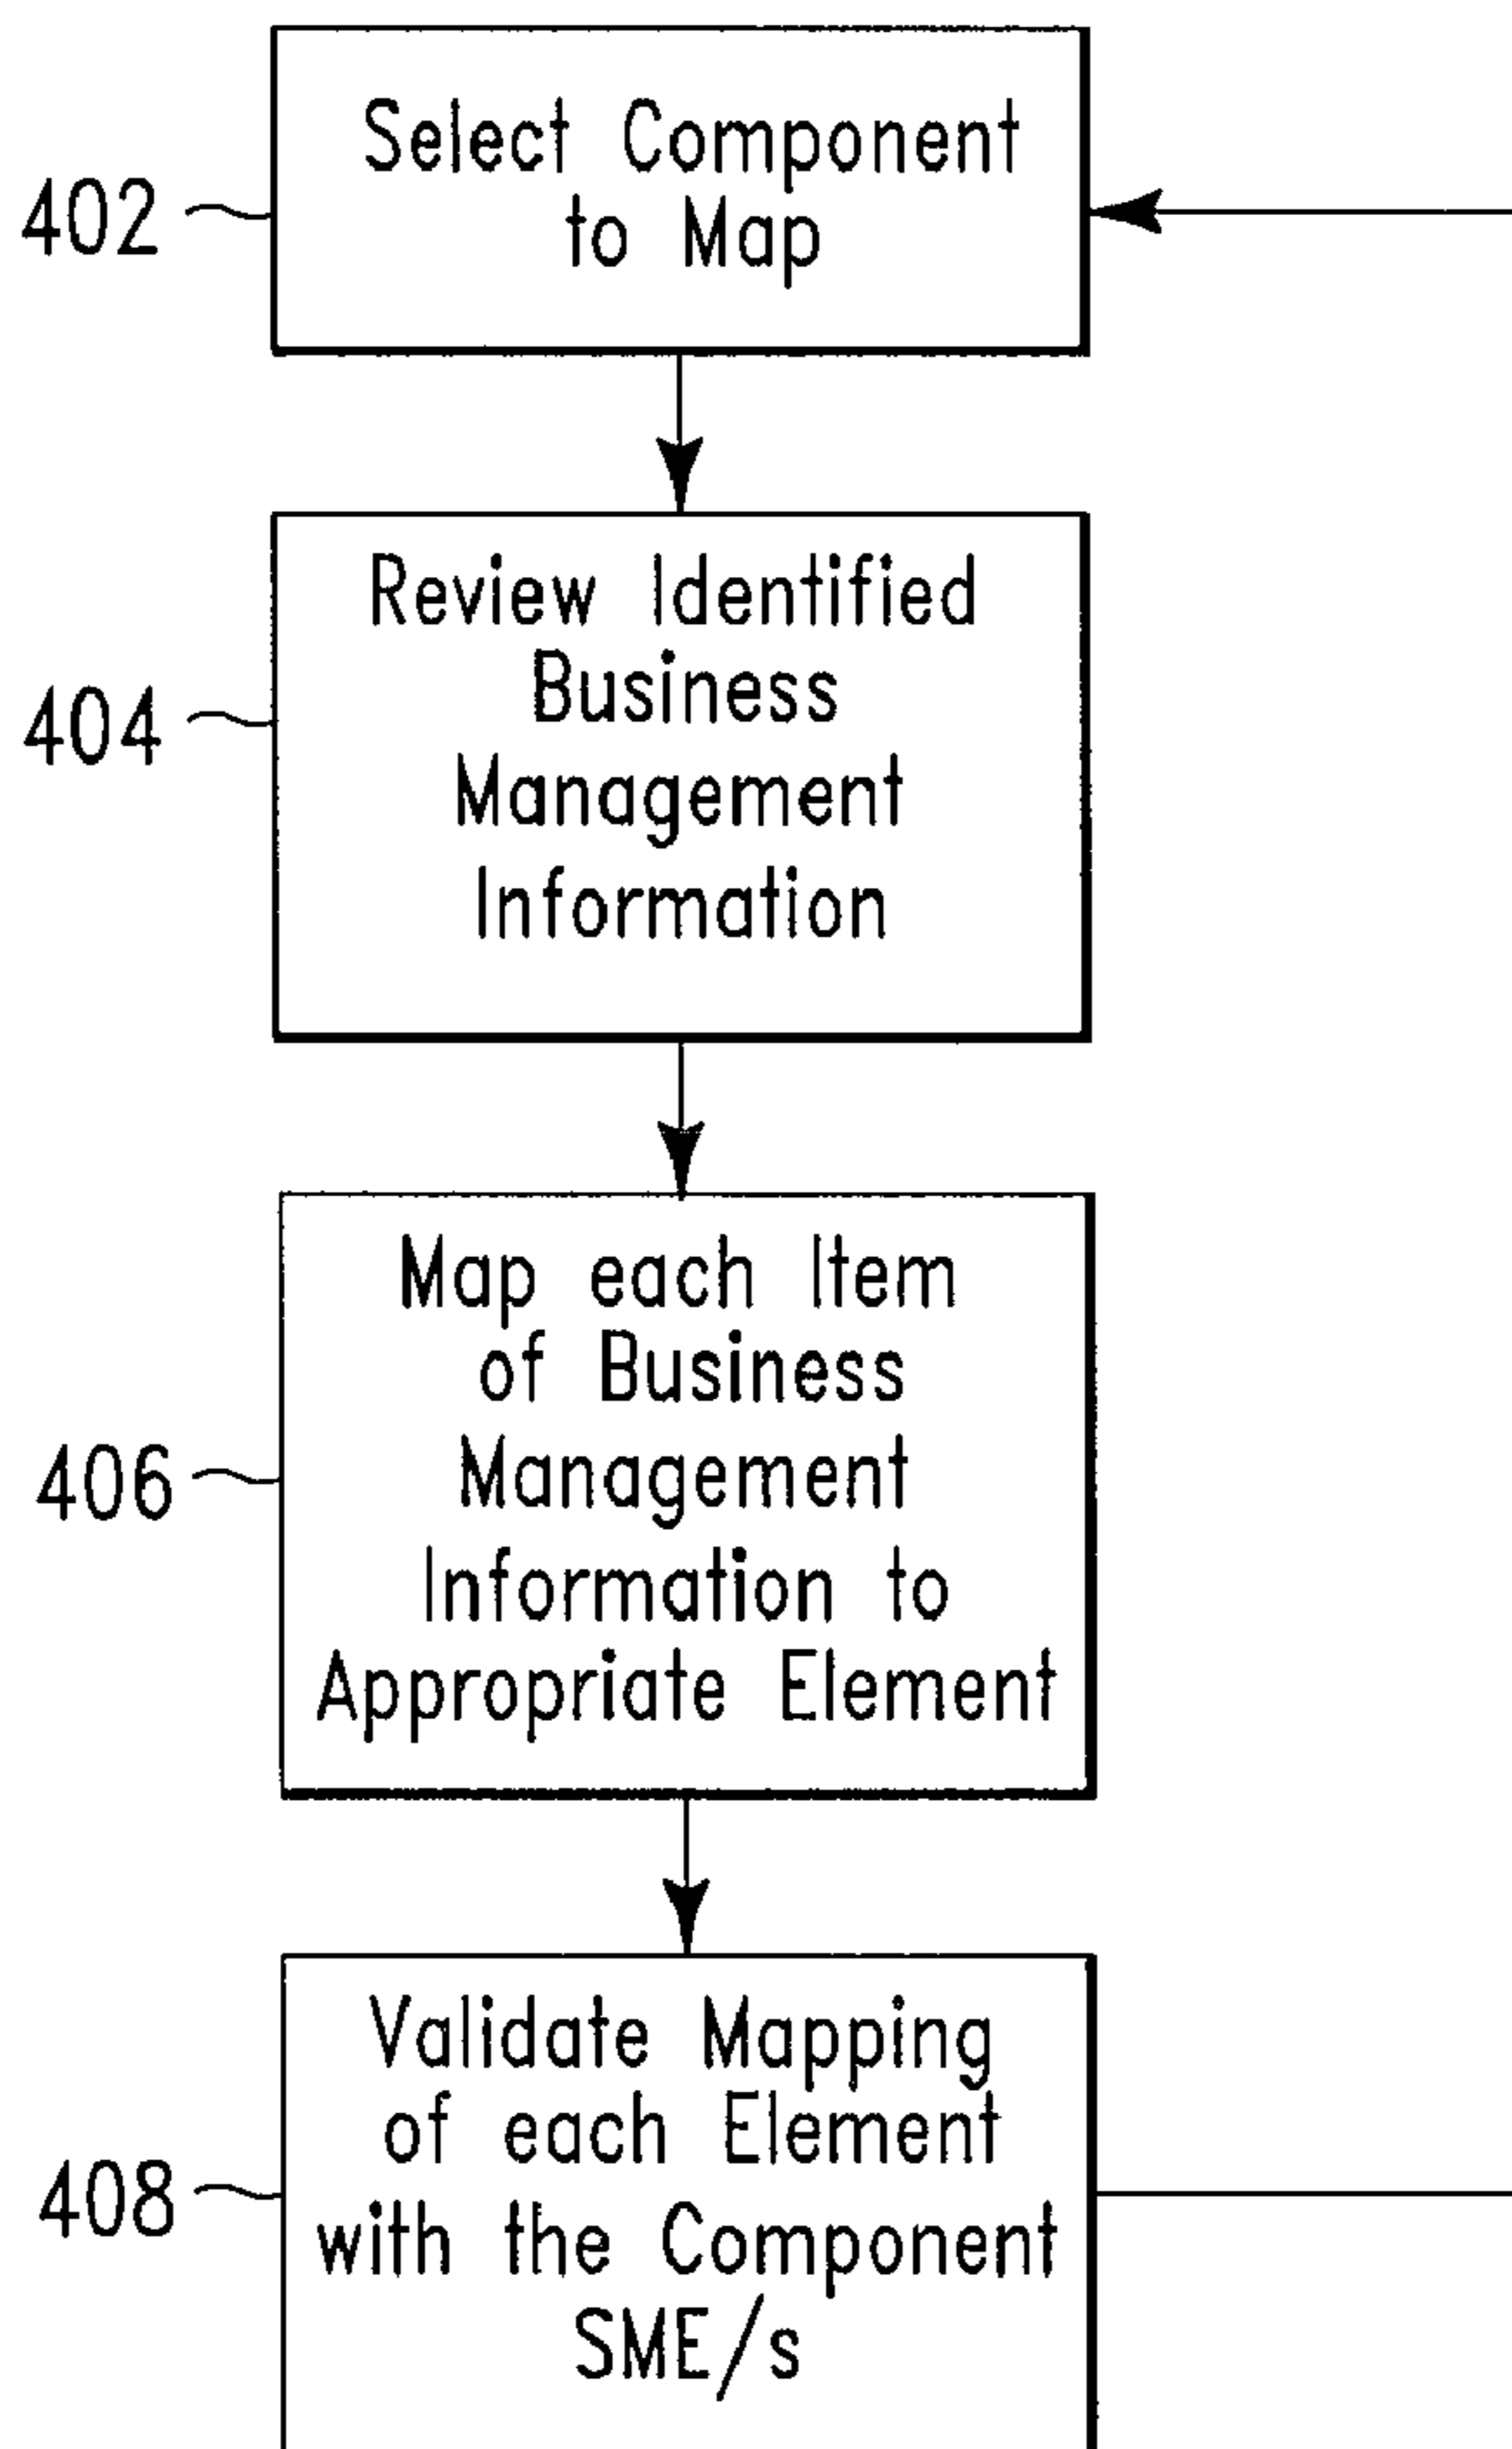 402
Select Component
to Map
404
Review Identified
Business
Management
Information
406
Map each Item
of Business
Management
Information to
Appropriate Element
408
Validate Mapping
of each Element
with the Component
SME/s